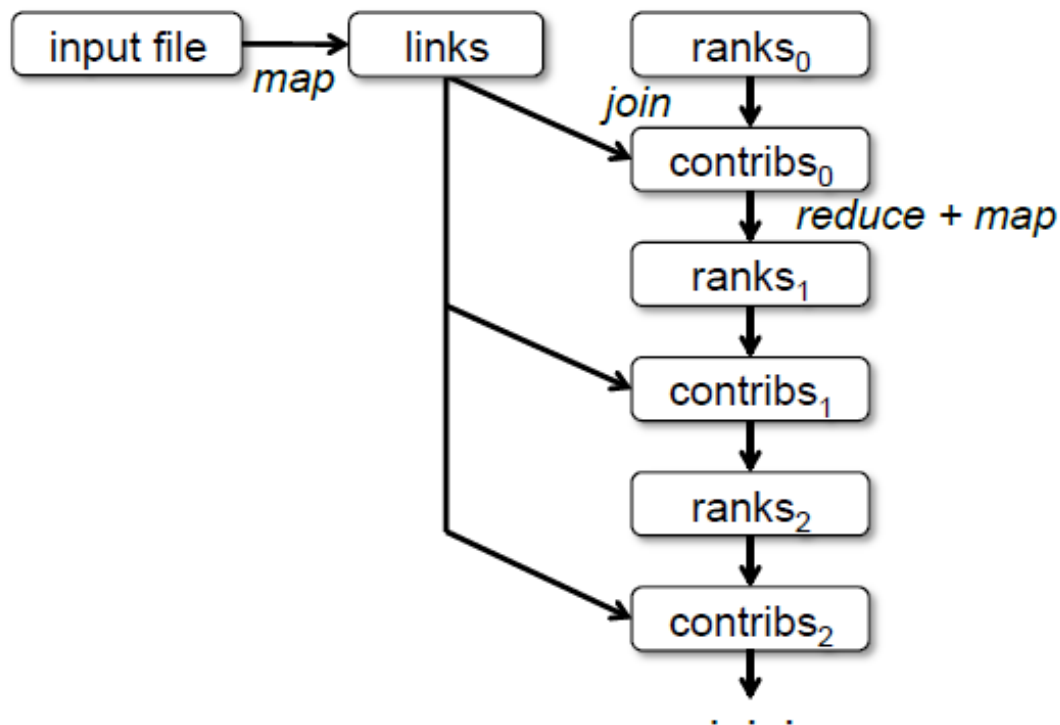 input file
links
ranks₀
map
join
contribs₀
reduce + map
ranks₁
contribs₁
ranks₂
contribs₂
. . .